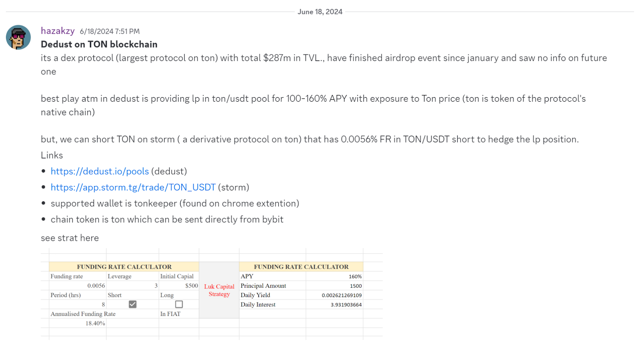 June 18, 2024
hazakzy 6/18/2024 7:51 PM
Dedust on TON blockchain
its a dex protocol (largest protocol on ton) with total $287m in TVL., have finished airdrop event since january and saw no info on future
one
best play atm in dedust is providing lp in ton/usdt pool for 100-160% APY with exposure to Ton price (ton is token of the protocol's
native chain)
but, we can short TON on storm ( a derivative protocol on ton) that has 0.0056% FR in TON/USDT short to hedge the lp position.
Links
• https://dedust.io/pools (dedust)
• https://app.storm.tg/trade/TON_USDT (storm)
• supported wallet is tonkeeper (found on chrome extention)
• chain token is ton which can be sent directly from bybit
see strat here
FUNDING RATE CALCULATOR FUNDING RATE CALCULATOR
Funding rate Leverage Initial Capial Luk Capital Strategy APY 160%
0.0056 3 $500 Principal Amount 1500
Period (hrs) Short Long Daily Yield 0.002621269109
8 Daily Interest 3.931903664
Annualised Funding Rate In FIAT
18.40%